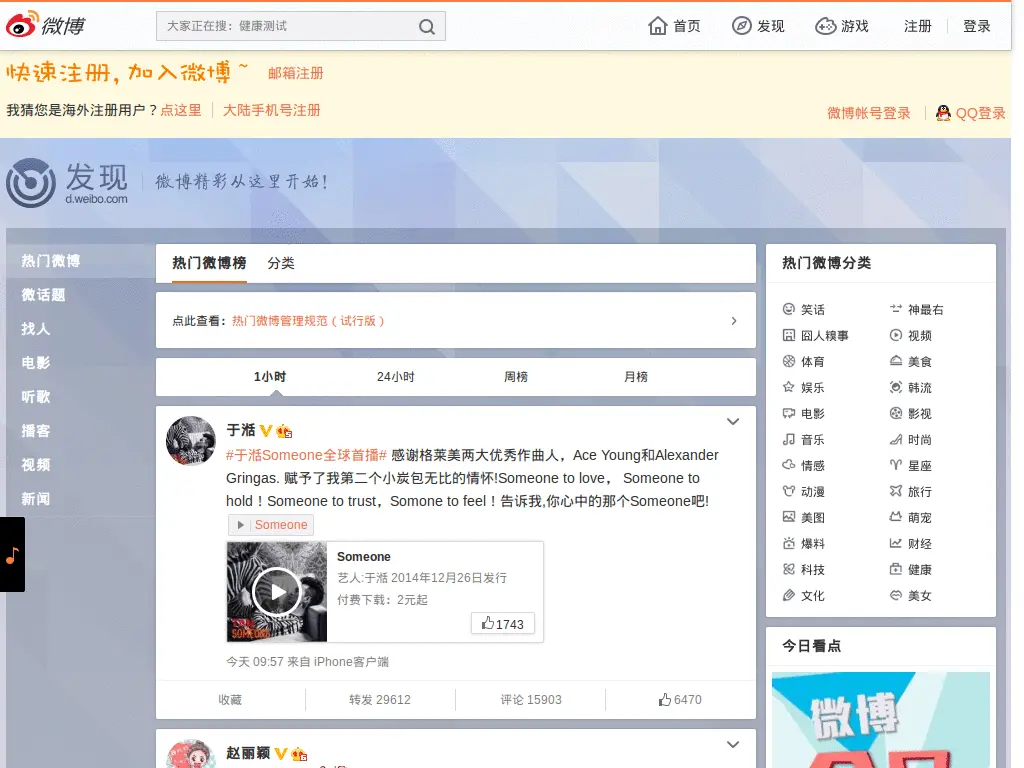 微博
大家正在搜：健康测试
首页
发现
游戏
注册
登录
快速注册，加入微博~
邮箱注册
我猜您是海外注册用户？点这里
大陆手机号注册
微博帐号登录
QQ登录
发现
d.weibo.com
微博精彩从这里开始！
热门微博
微话题
找人
电影
听歌
播客
视频
新闻
热门微博榜
分类
点此查看：热门微博管理规范（试行版）
1小时
24小时
周榜
月榜
于湉
#于湉Someone全球首播# 感谢格莱美两大优秀作曲人，Ace Young和Alexander
Gringas. 赋予了我第二个小炭包无比的情怀!Someone to love， Someone to
hold！Someone to trust，Somone to feel！告诉我,你心中的那个Someone吧!
Someone
Someone
艺人:于湉 2014年12月26日发行
付费下载：2元起
SOMEONE
1743
今天 09:57 来自 iPhone客户端
收藏
转发 29612
评论 15903
6470
赵丽颖
热门微博分类
笑话
神最右
囧人糗事
视频
体育
美食
娱乐
韩流
电影
影视
音乐
时尚
情感
星座
动漫
旅行
美图
萌宠
爆料
财经
科技
健康
文化
美女
今日看点
微博